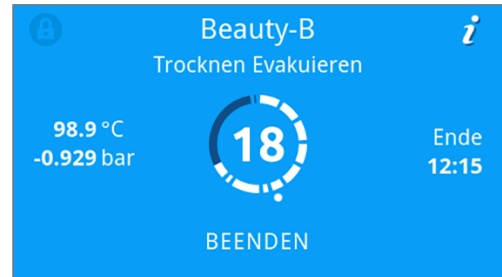 Beauty-B
i
Trocknen Evakuieren
98.9 °C
-0.929 bar
18
Ende
12:15
BEENDEN